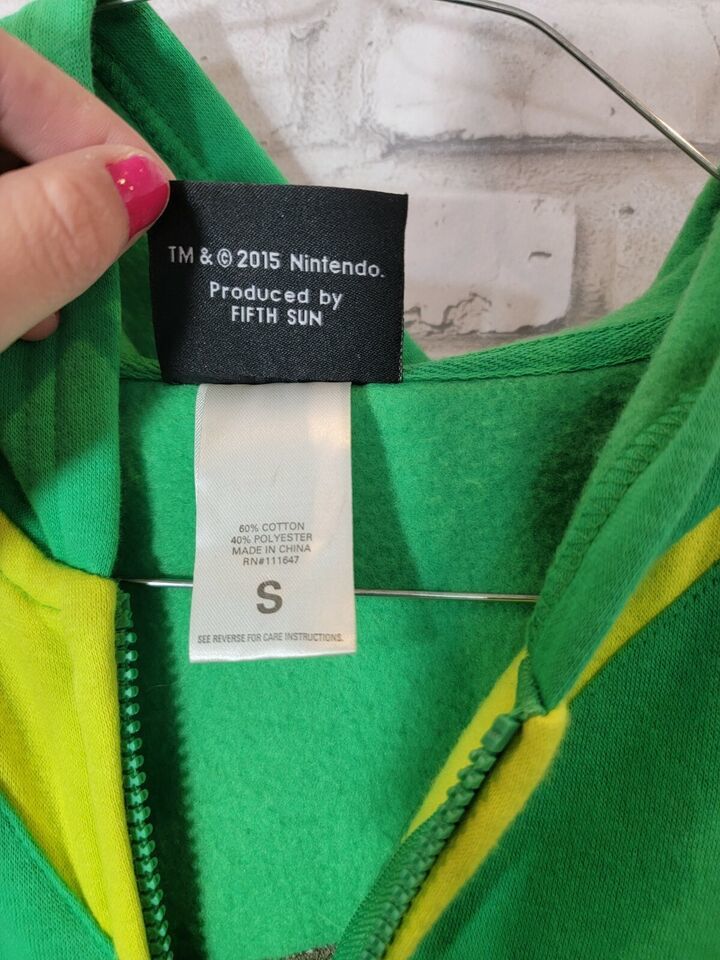 TM & © 2015 Nintendo.
Produced by
FIFTH SUN
60% COTTON
40% POLYESTER
MADE IN CHINA
RN#111647
S
SEE REVERSE FOR CARE INSTRUCTIONS.